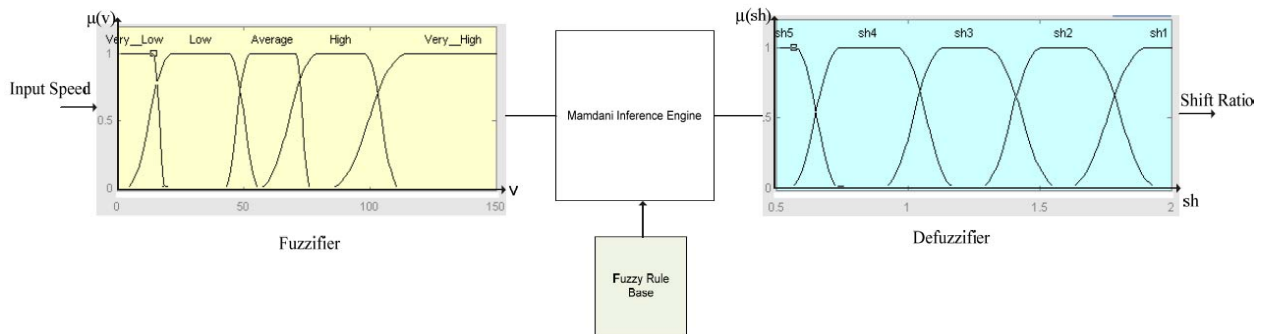 μ(v)
Very__Low Low Average High Very__High
1
0.5
0
0 50 100 150
v
Input Speed
Fuzzifier
Mamdani Inference Engine
Fuzzy Rule
Base
μ(sh)
sh5 sh4 sh3 sh2 sh1
1
.5
0
0.5 1 1.5 2
sh
Shift Ratio
Defuzzifier